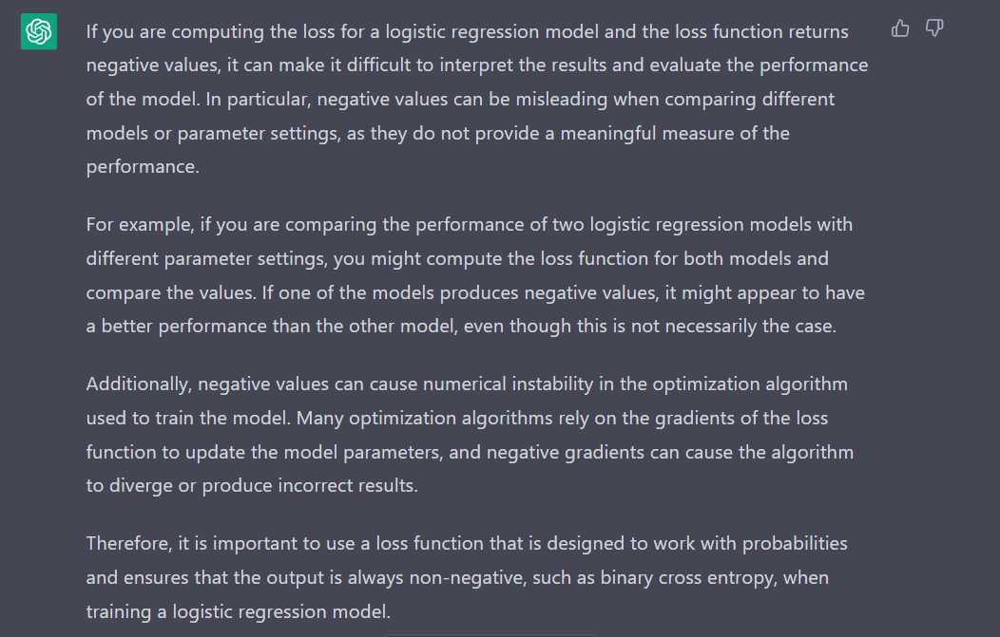 If you are computing the loss for a logistic regression model and the loss function returns
negative values, it can make it difficult to interpret the results and evaluate the performance
of the model. In particular, negative values can be misleading when comparing different
models or parameter settings, as they do not provide a meaningful measure of the
performance.
For example, if you are comparing the performance of two logistic regression models with
different parameter settings, you might compute the loss function for both models and
compare the values. If one of the models produces negative values, it might appear to have
a better performance than the other model, even though this is not necessarily the case.
Additionally, negative values can cause numerical instability in the optimization algorithm
used to train the model. Many optimization algorithms rely on the gradients of the loss
function to update the model parameters, and negative gradients can cause the algorithm
to diverge or produce incorrect results.
Therefore, it is important to use a loss function that is designed to work with probabilities
and ensures that the output is always non-negative, such as binary cross entropy, when
training a logistic regression model.